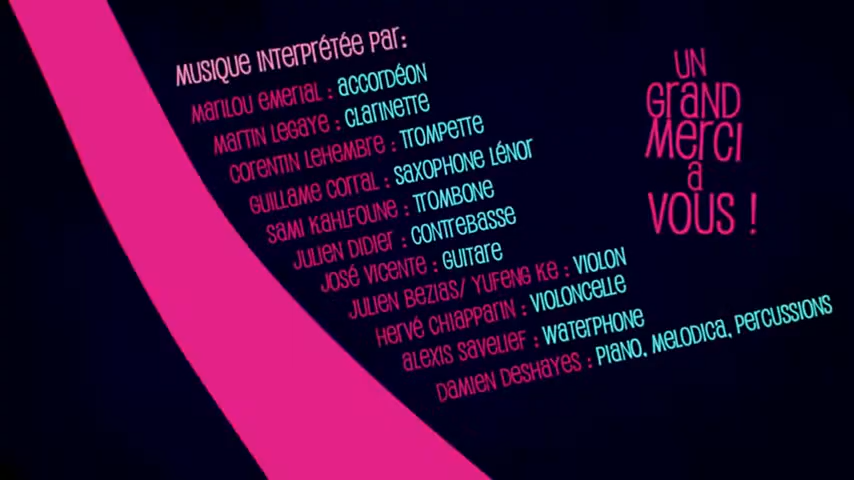 Musique interprétée par:
Marilou Emerial : accordéon
Martin Legaye : clarinette
Corentin Lehembre : trompette
Guillame Corral : saxophone lénor
Sami Kahlfoune : trombone
Julien Didier : contrebasse
José Vicente : guitare
Julien Bezias/ Yufeng Ke : violon
Hervé Chiapparin : violoncelle
Alexis Savelief : waterphone
Damien Deshayes : piano, melodica, percussions
un
grand
merci
a
vous !